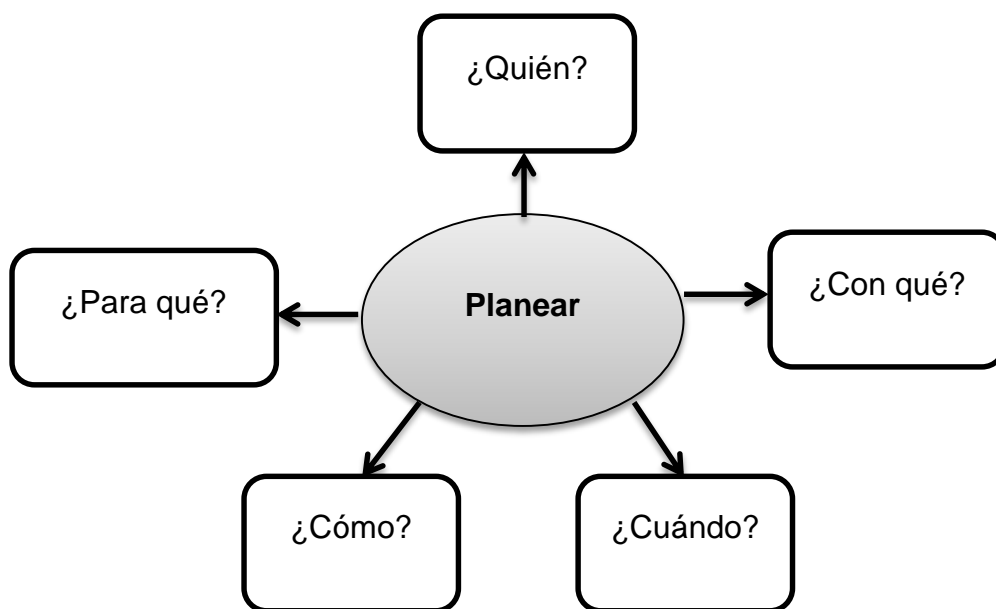 ¿Quién?
¿Para qué?
Planear
¿Con qué?
¿Cómo?
¿Cuándo?